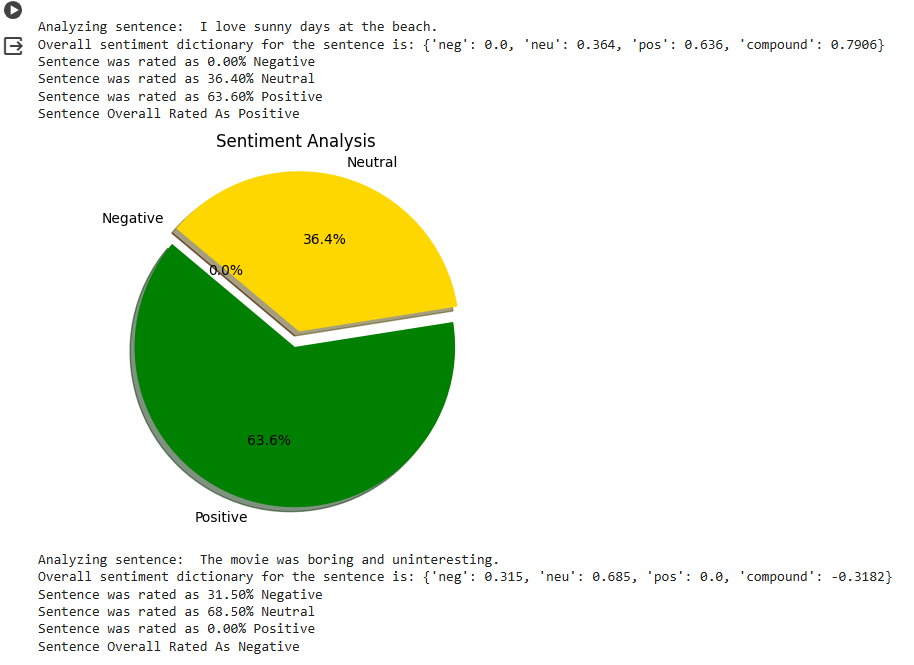 Analyzing sentence:  I love sunny days at the beach.
Overall sentiment dictionary for the sentence is: {'neg': 0.0, 'neu': 0.364, 'pos': 0.636, 'compound': 0.7906}
Sentence was rated as 0.00% Negative
Sentence was rated as 36.40% Neutral
Sentence was rated as 63.60% Positive
Sentence Overall Rated As Positive
Sentiment Analysis
Neutral
Negative
36.4%
0.0%
63.6%
Positive
Analyzing sentence:  The movie was boring and uninteresting.
Overall sentiment dictionary for the sentence is: {'neg': 0.315, 'neu': 0.685, 'pos': 0.0, 'compound': -0.3182}
Sentence was rated as 31.50% Negative
Sentence was rated as 68.50% Neutral
Sentence was rated as 0.00% Positive
Sentence Overall Rated As Negative